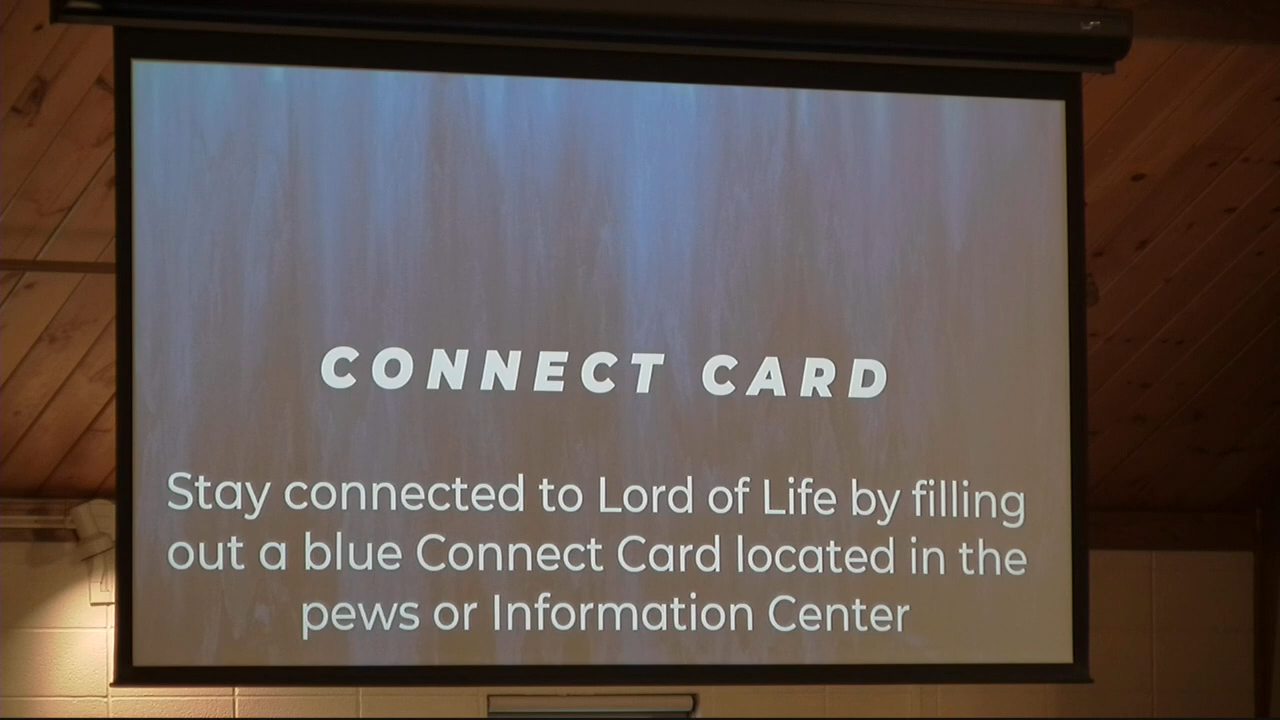 CONNECT CARD
Stay connected to Lord of Life by filling
out a blue Connect Card located in the
pews or Information Center